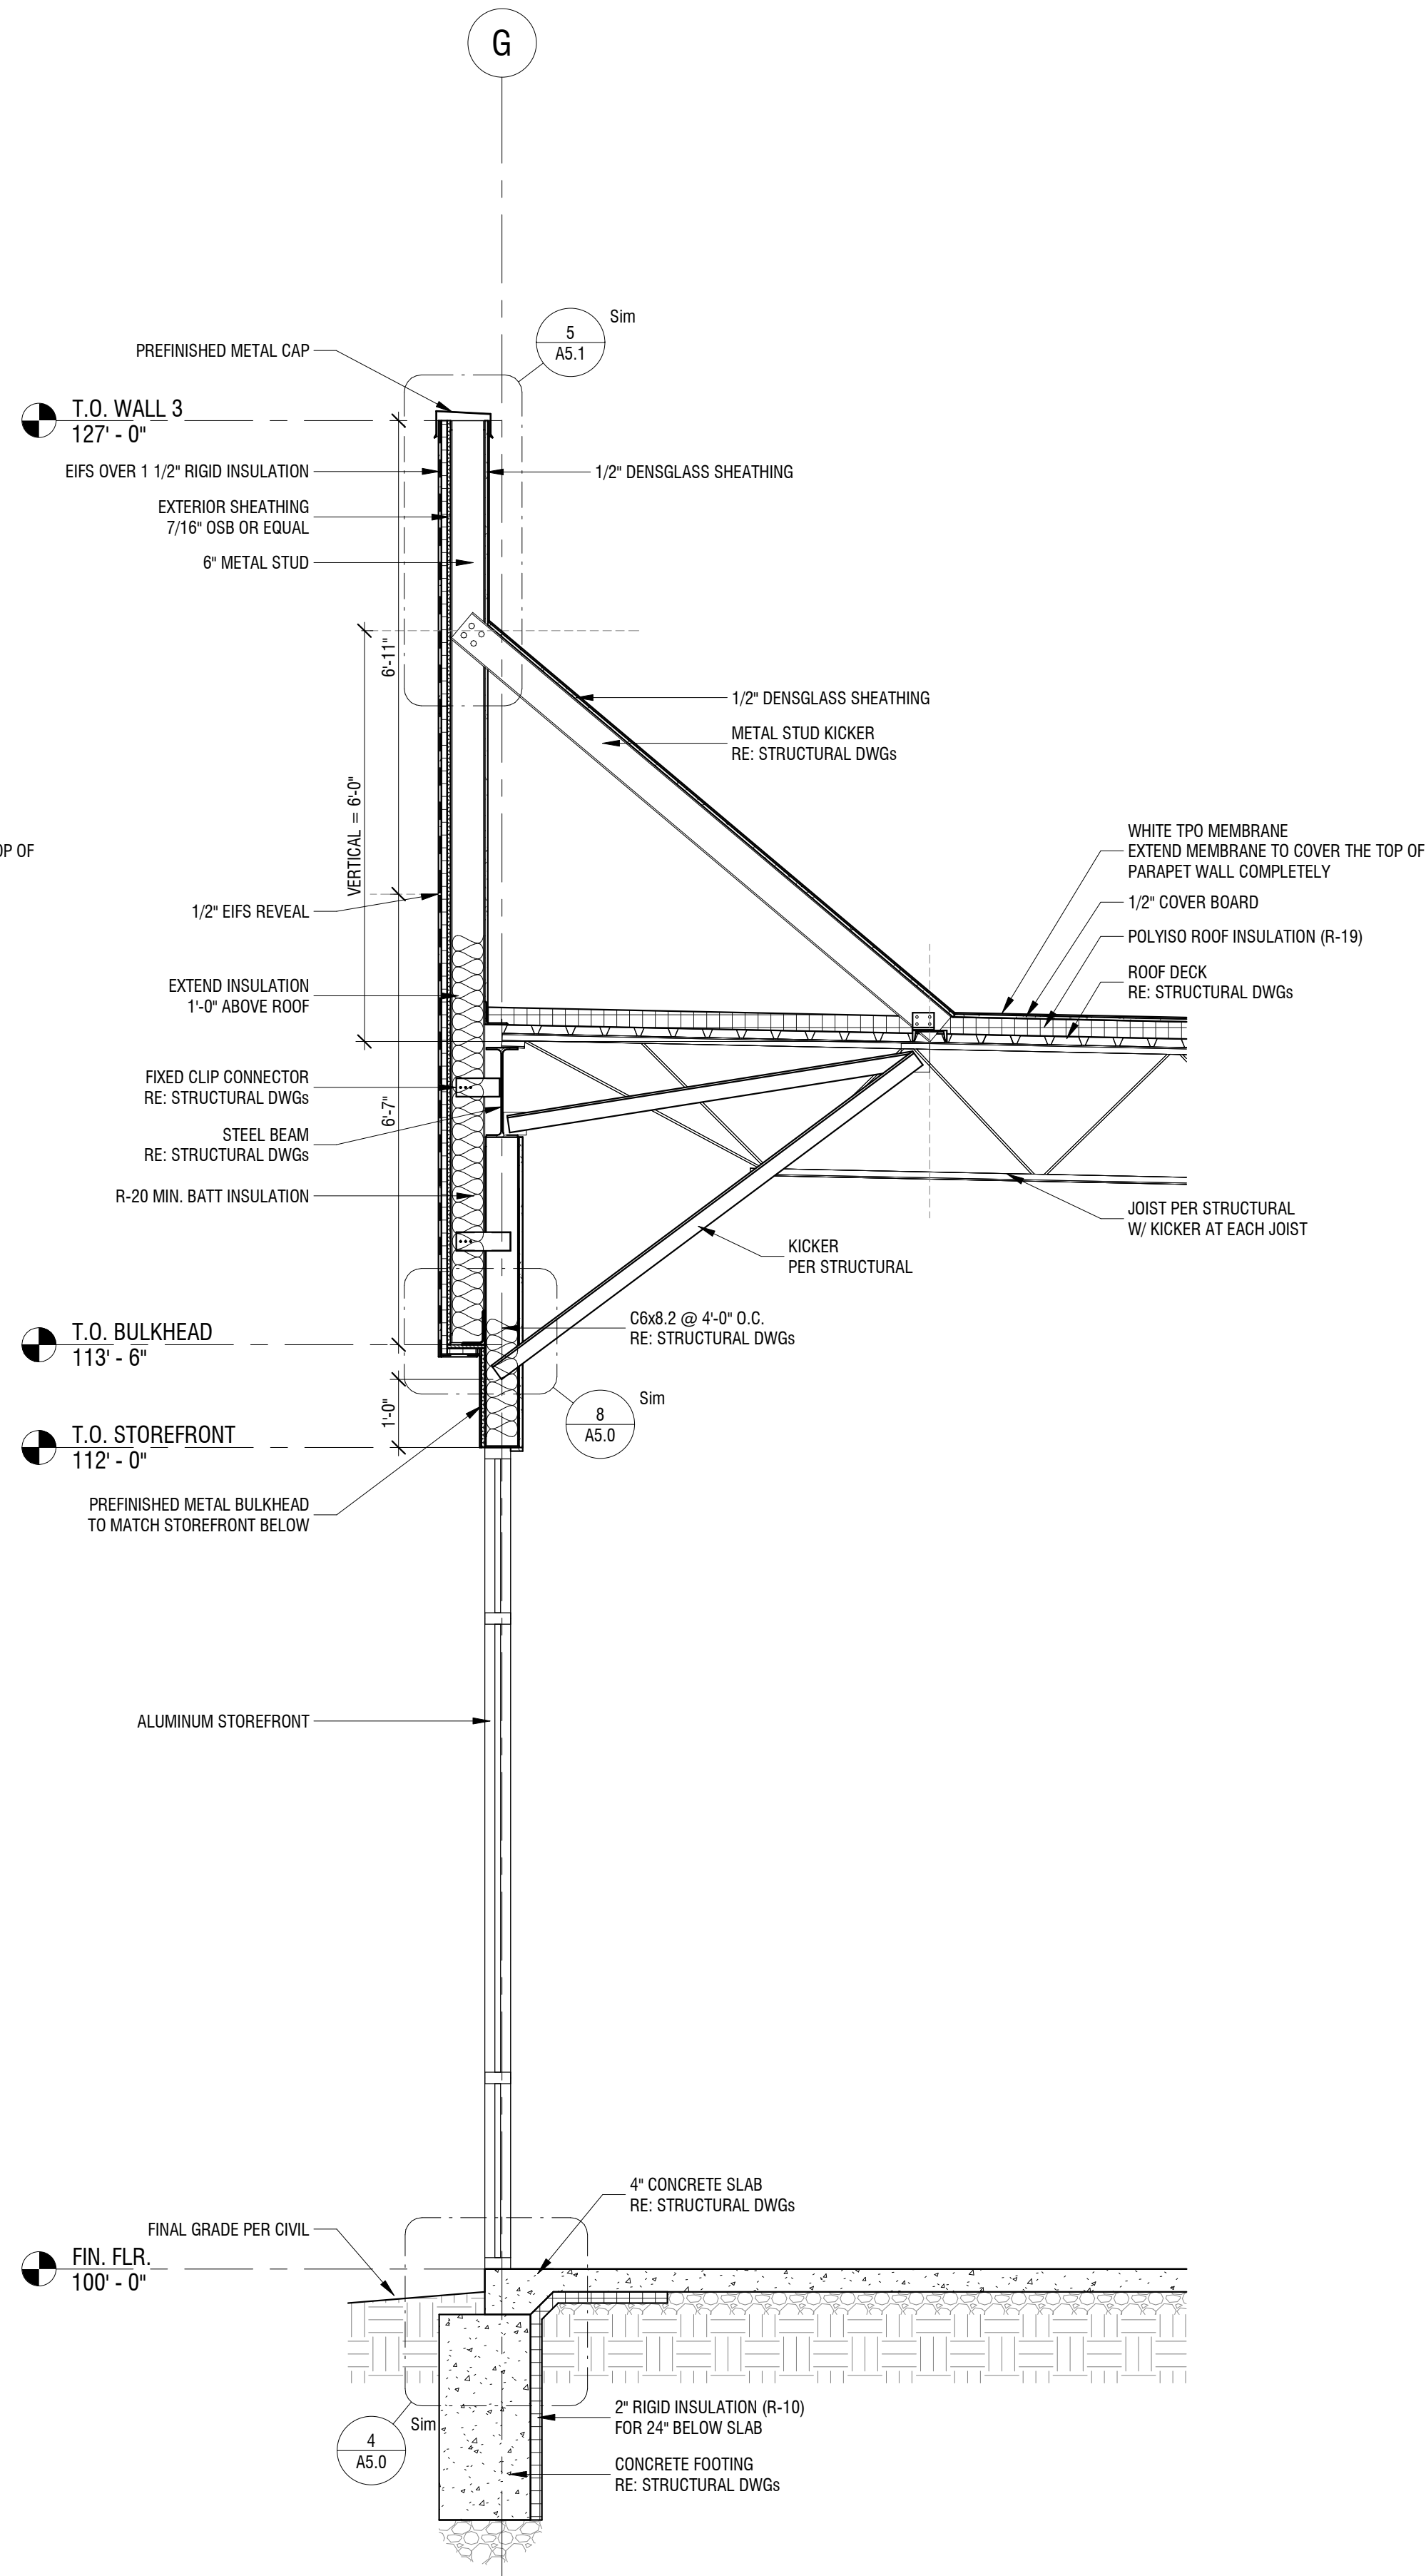 G
5
A5.1
Sim
PREFINISHED METAL CAP
T.O. WALL 3
127' - 0"
EIFS OVER 1 1/2" RIGID INSULATION
1/2" DENSGLASS SHEATHING
EXTERIOR SHEATHING
7/16" OSB OR EQUAL
6" METAL STUD
6'-11"
1/2" DENSGLASS SHEATHING
METAL STUD KICKER
RE: STRUCTURAL DWGs
VERTICAL = 6'-0"
OP OF
WHITE TPO MEMBRANE
EXTEND MEMBRANE TO COVER THE TOP OF
PARAPET WALL COMPLETELY
1/2" COVER BOARD
1/2" EIFS REVEAL
POLYISO ROOF INSULATION (R-19)
ROOF DECK
RE: STRUCTURAL DWGs
EXTEND INSULATION
1'-0" ABOVE ROOF
FIXED CLIP CONNECTOR
RE: STRUCTURAL DWGs
6'-7"
STEEL BEAM
RE: STRUCTURAL DWGs
R-20 MIN. BATT INSULATION
JOIST PER STRUCTURAL
W/ KICKER AT EACH JOIST
KICKER
PER STRUCTURAL
C6x8.2 @ 4'-0" O.C.
RE: STRUCTURAL DWGs
T.O. BULKHEAD
113' - 6"
1'-0"
8
A5.0
Sim
T.O. STOREFRONT
112' - 0"
PREFINISHED METAL BULKHEAD
TO MATCH STOREFRONT BELOW
ALUMINUM STOREFRONT
4" CONCRETE SLAB
RE: STRUCTURAL DWGs
FINAL GRADE PER CIVIL
FIN. FLR.
100' - 0"
2" RIGID INSULATION (R-10)
FOR 24" BELOW SLAB
Sim
4
A5.0
CONCRETE FOOTING
RE: STRUCTURAL DWGs